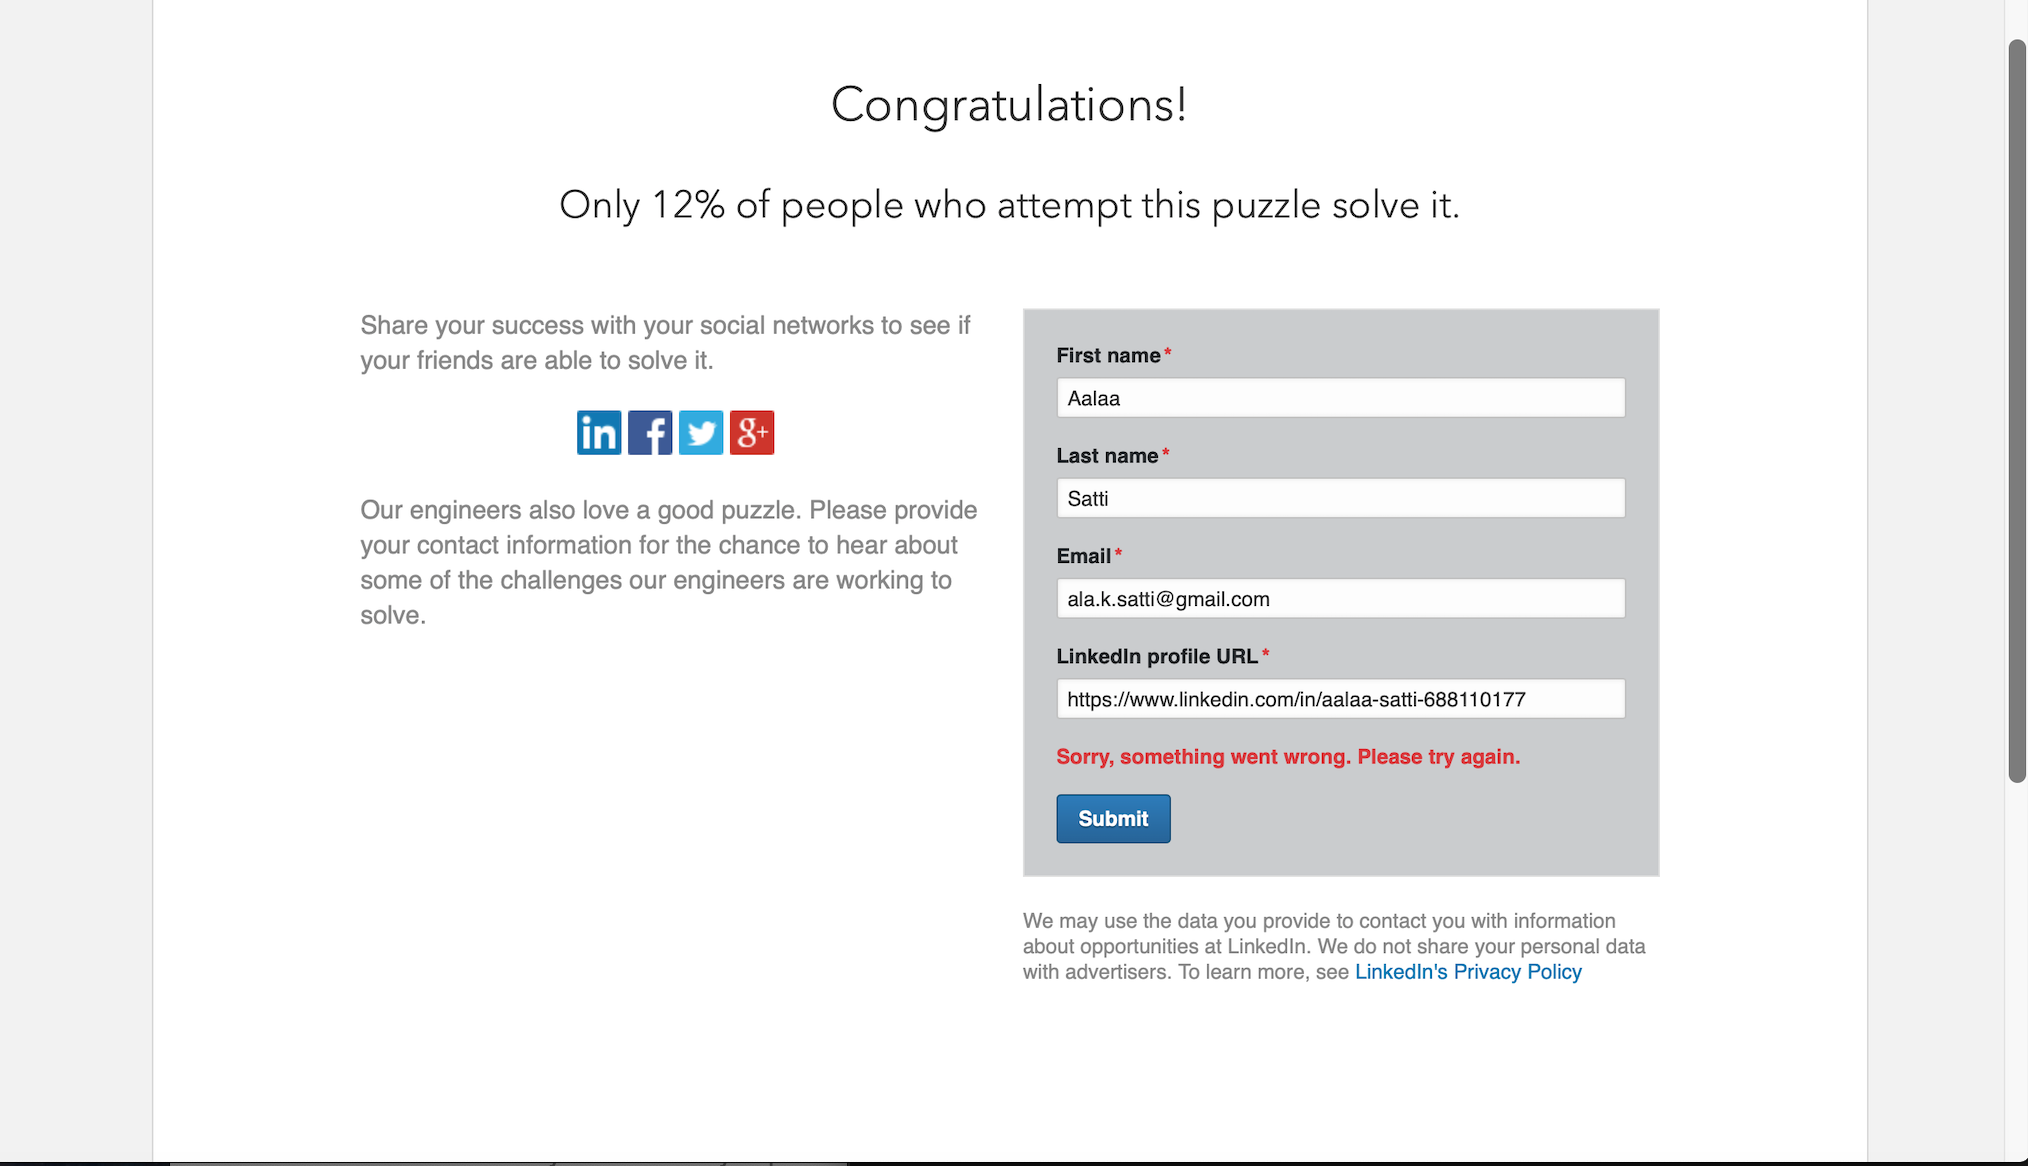 Congratulations!
Only 12% of people who attempt this puzzle solve it.
Share your success with your social networks to see if
your friends are able to solve it.
in f g+
Our engineers also love a good puzzle. Please provide
your contact information for the chance to hear about
some of the challenges our engineers are working to
solve.
First name*
Aalaa
Last name*
Satti
Email*
ala.k.satti@gmail.com
LinkedIn profile URL*
https://www.linkedin.com/in/aalaa-satti-688110177
Sorry, something went wrong. Please try again.
Submit
We may use the data you provide to contact you with information
about opportunities at LinkedIn. We do not share your personal data
with advertisers. To learn more, see LinkedIn's Privacy Policy